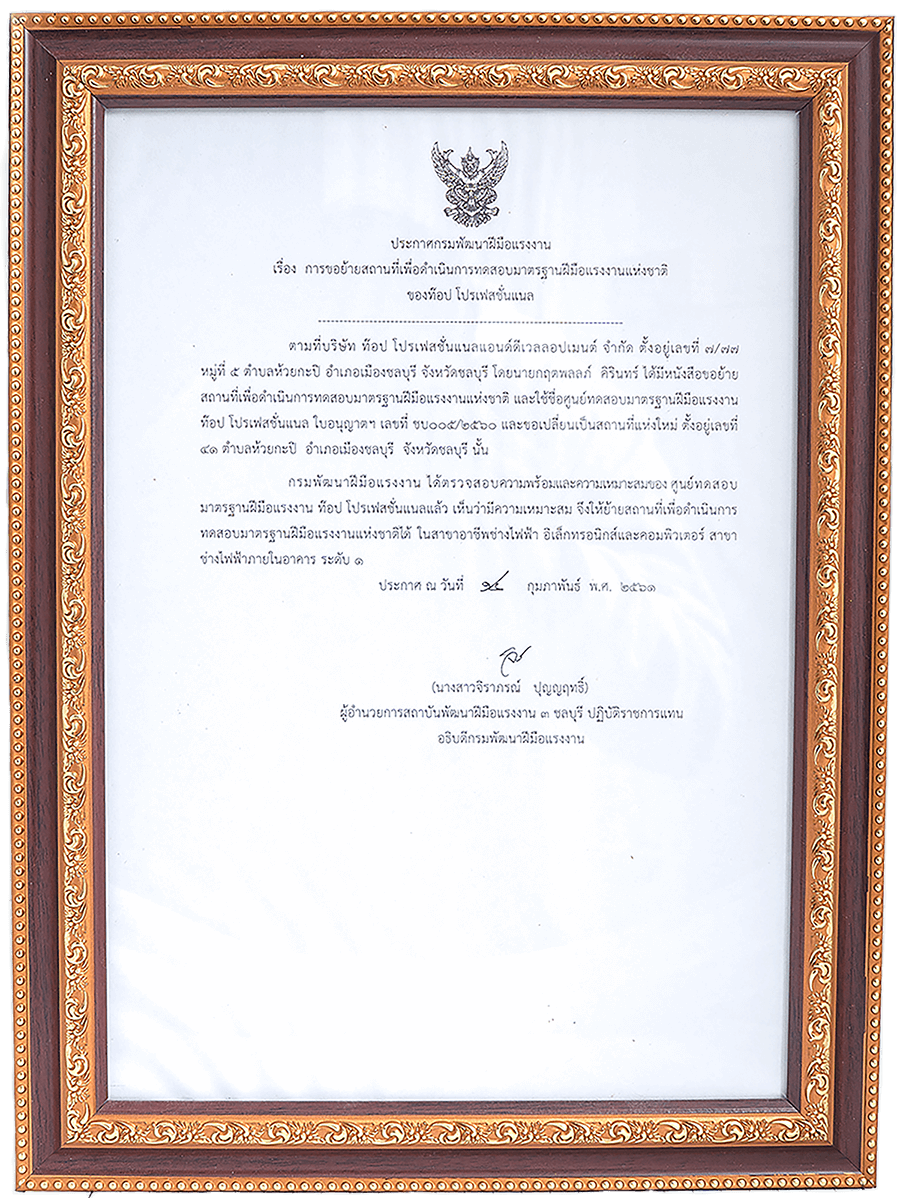 ประกาศกรมพัฒนาฝีมือแรงงาน
เรื่อง การขอย้ายสถานที่เพื่อดำเนินการทดสอบมาตรฐานฝีมือแรงงานแห่งชาติ
ของท๊อป โปรเฟสชั่นแนล
ตามที่บริษัท ท๊อป โปรเฟสชั่นแนลแอนด์ดีเวลลอปเมนต์ จำกัด ตั้งอยู่เลขที่ ๗/๗๗
หมู่ที่ ๕ ตำบลห้วยกะปิ อำเภอเมืองชลบุรี จังหวัดชลบุรี โดยนายกฤตพลลภ์ คิรินทร์ ได้มีหนังสือขอย้าย
สถานที่เพื่อดำเนินการทดสอบมาตรฐานฝีมือแรงงานแห่งชาติ และใช้ชื่อศูนย์ทดสอบมาตรฐานฝีมือแรงงาน
ท๊อป โปรเฟสชั่นแนล ใบอนุญาตฯ เลขที่ ชบ๐๐๕/๒๕๖๐ และขอเปลี่ยนเป็นสถานที่แห่งใหม่ ตั้งอยู่เลขที่
๔๑ ตำบลห้วยกะปิ อำเภอเมืองชลบุรี จังหวัดชลบุรี นั้น
กรมพัฒนาฝีมือแรงงาน ได้ตรวจสอบความพร้อมและความเหมาะสมของ ศูนย์ทดสอบ
มาตรฐานฝีมือแรงงาน ท๊อป โปรเฟสชั่นแนลแล้ว เห็นว่ามีความเหมาะสม จึงให้ย้ายสถานที่เพื่อดำเนินการ
ทดสอบมาตรฐานฝีมือแรงงานแห่งชาติได้ ในสาขาอาชีพช่างไฟฟ้า อิเล็กทรอนิกส์และคอมพิวเตอร์ สาขา
ช่างไฟฟ้าภายในอาคาร ระดับ ๑
ประกาศ ณ วันที่ กุมภาพันธ์ พ.ศ. ๒๕๖๑
(นางสาวจิราภรณ์ ปุญญฤทธิ์)
ผู้อำนวยการสถาบันพัฒนาฝีมือแรงงาน ๓ ชลบุรี ปฏิบัติราชการแทน
อธิบดีกรมพัฒนาฝีมือแรงงาน